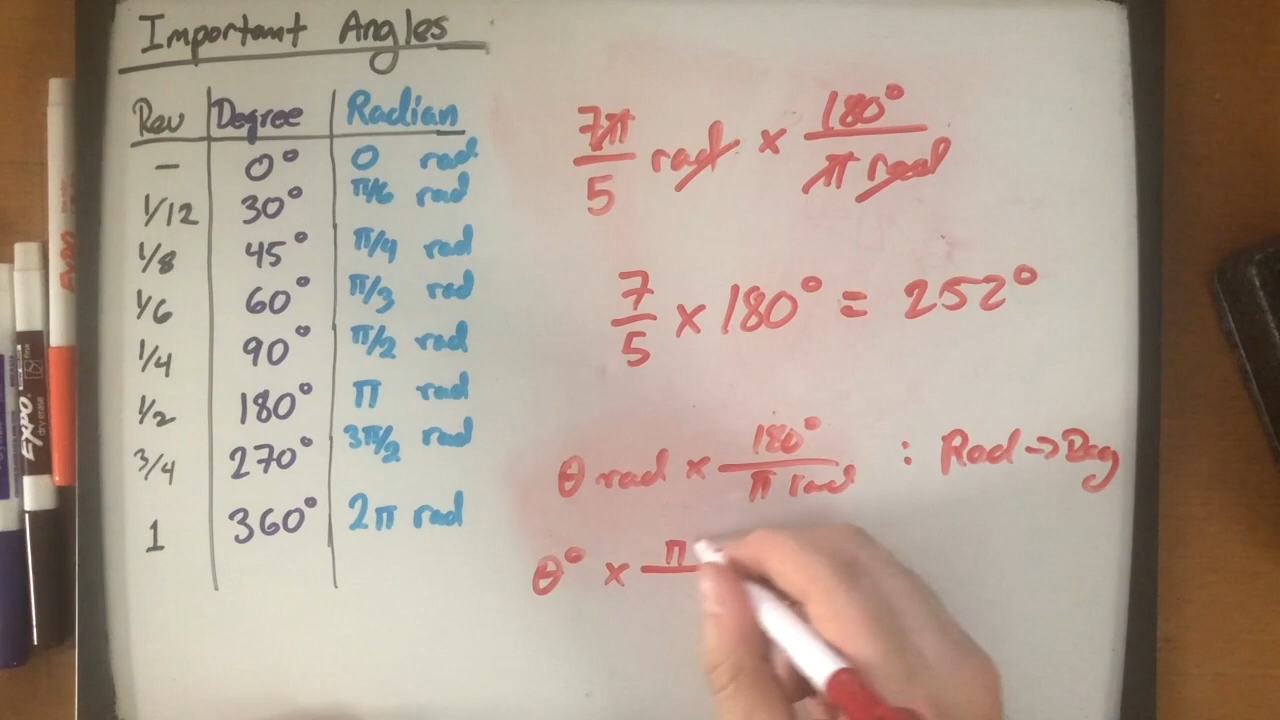 Important Angles
Rev Degree Radian
- 0° 0 rad
1/12 30° π/6 rad
1/8 45° π/4 rad
1/6 60° π/3 rad
1/4 90° π/2 rad
1/2 180° π rad
3/4 270° 3π/2 rad
1 360° 2π rad
7π/5 rad × 180°/π rad
7/5 × 180° = 252°
θ rad × 180°/π rad : Rad → Deg
θ° × π
EXPO
EXPO dry erase